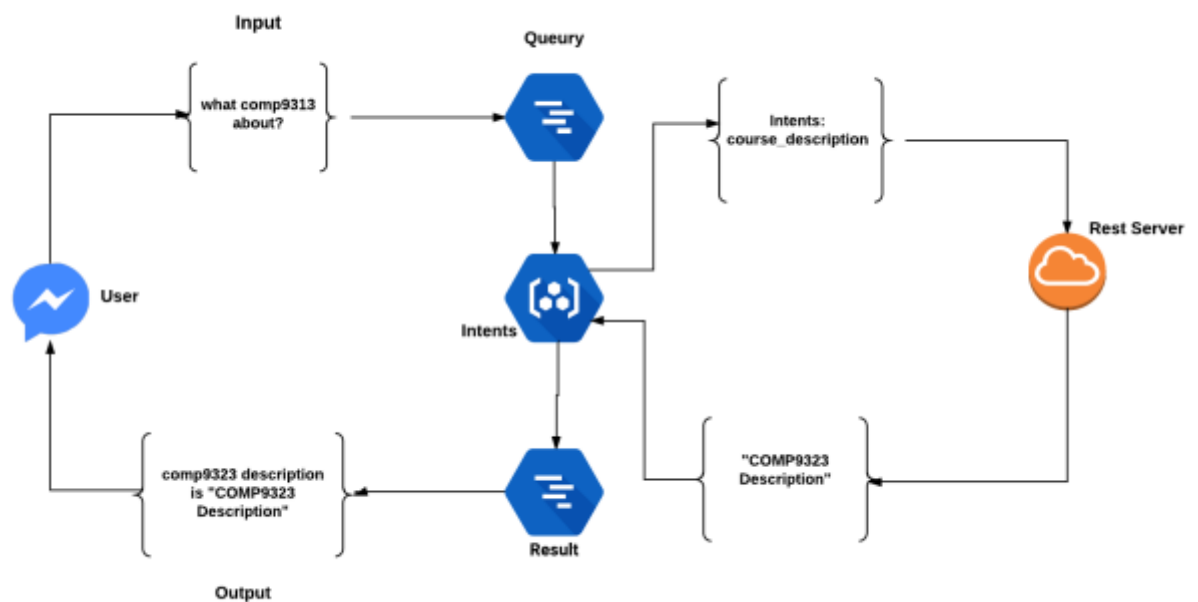 Input
Queury
what comp9313
about?
Intents:
course_description
Rest Server
User
Intents
comp9323 description
is "COMP9323
Description"
"COMP9323
Description"
Result
Output